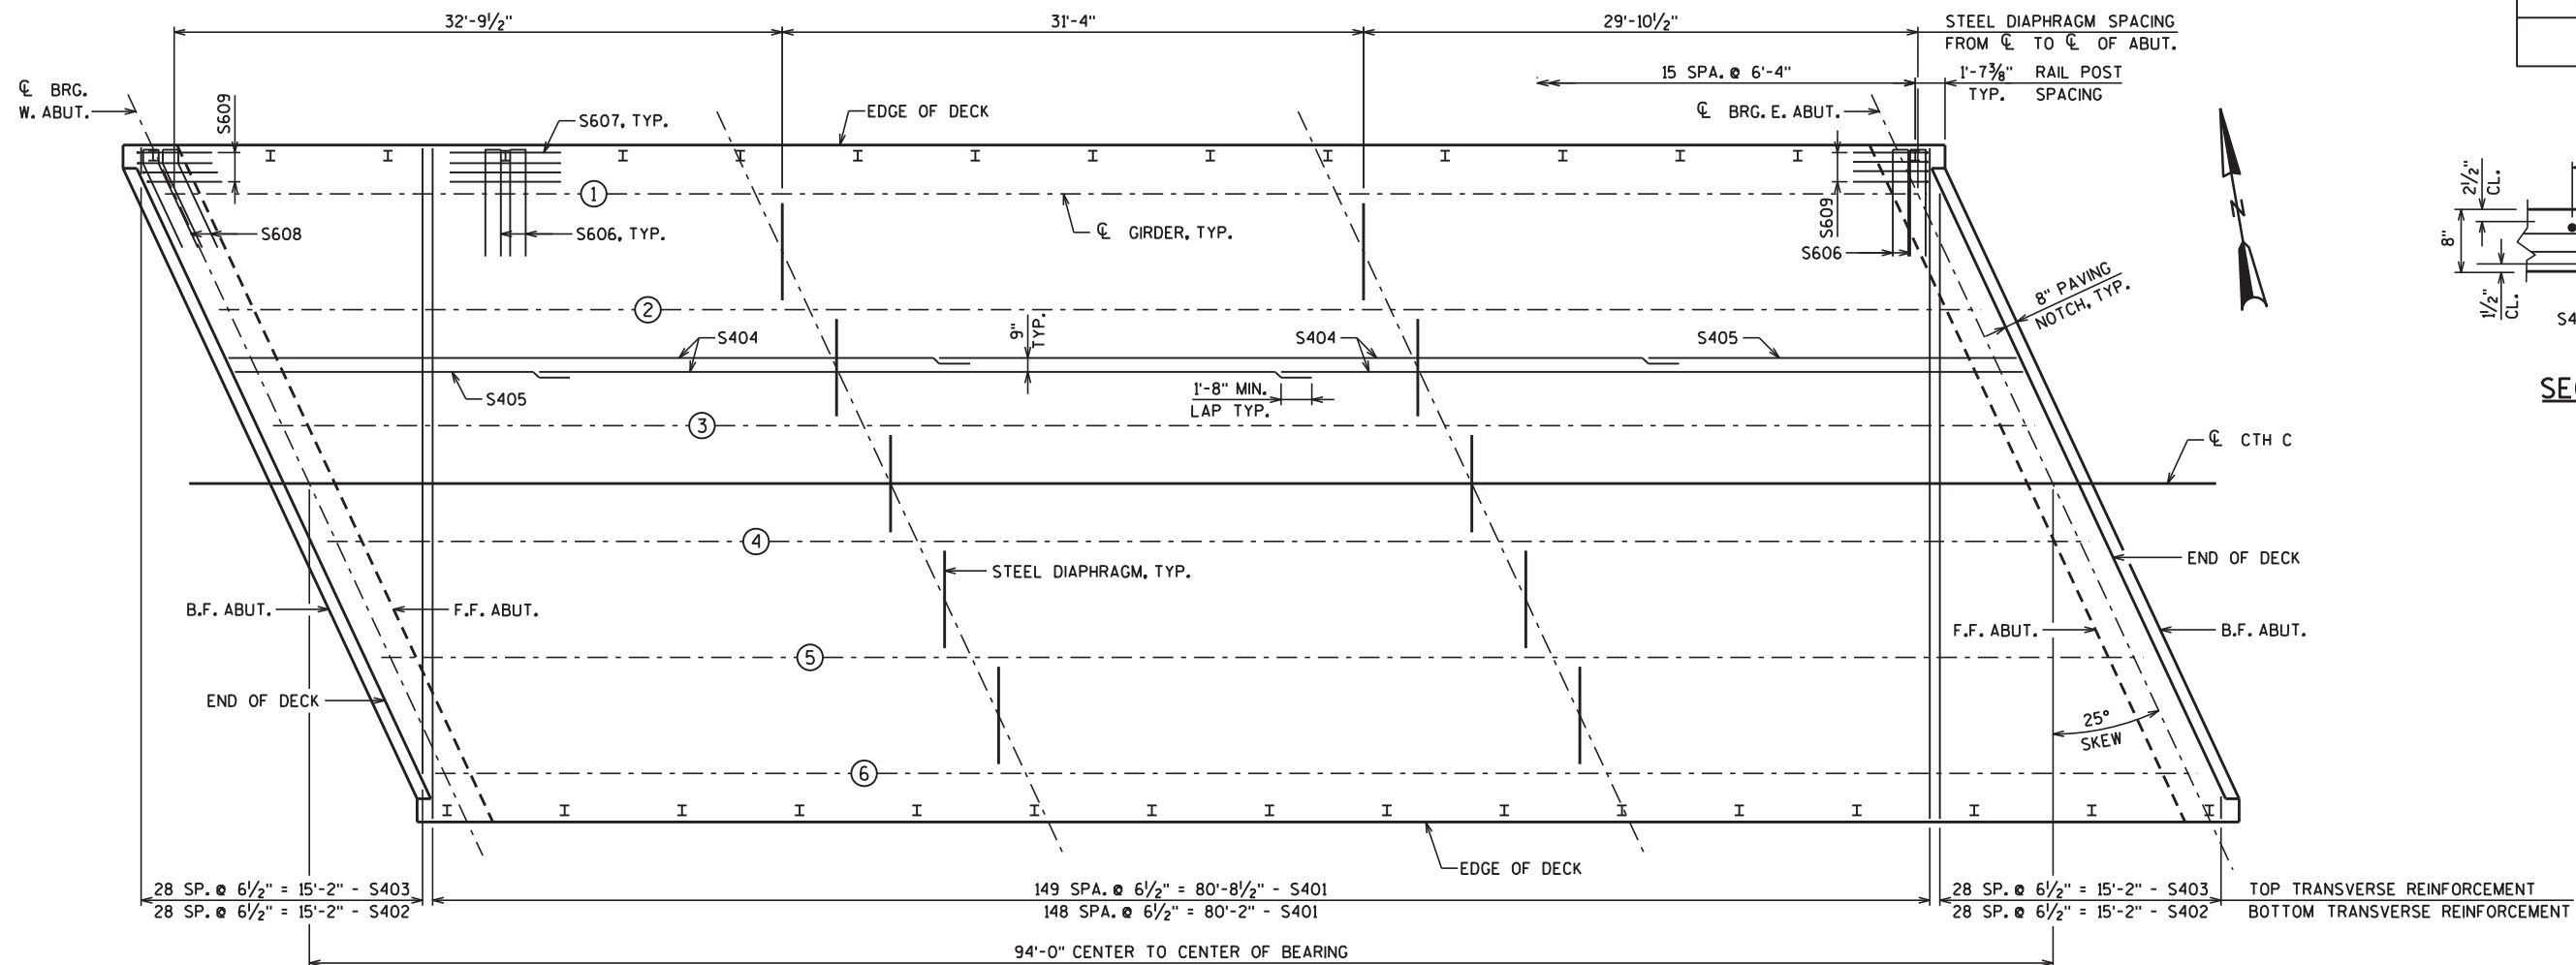 32'-9½"
31'-4"
29'-10½"
STEEL DIAPHRAGM SPACING
FROM ℄ TO ℄ OF ABUT.
15 SPA. @ 6'-4"
1'-7⅜" RAIL POST
TYP. SPACING
℄ BRG.
W. ABUT.
S609
S607, TYP.
EDGE OF DECK
℄ BRG. E. ABUT.
1
S608
S606, TYP.
℄ GIRDER, TYP.
S609
S606
N
2½"
CL.
8"
1½"
CL.
S4
SEC
8" PAVING
NOTCH, TYP.
2
S404
9"
TYP.
S404
S405
S405
1'-8" MIN.
LAP TYP.
3
℄ CTH C
4
STEEL DIAPHRAGM, TYP.
END OF DECK
B.F. ABUT.
F.F. ABUT.
F.F. ABUT.
B.F. ABUT.
5
END OF DECK
25°
SKEW
6
EDGE OF DECK
28 SP. @ 6½" = 15'-2" - S403
149 SPA. @ 6½" = 80'-8½" - S401
28 SP. @ 6½" = 15'-2" - S403
TOP TRANSVERSE REINFORCEMENT
28 SP. @ 6½" = 15'-2" - S402
148 SPA. @ 6½" = 80'-2" - S401
28 SP. @ 6½" = 15'-2" - S402
BOTTOM TRANSVERSE REINFORCEMENT
94'-0" CENTER TO CENTER OF BEARING